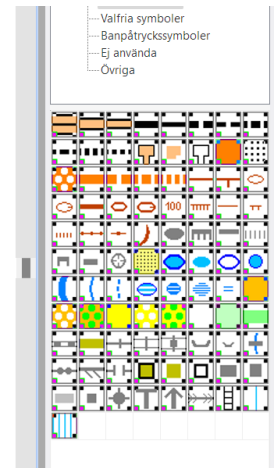 Valfria symboler
Banpåtryckssymboler
Ej använda
Övriga
100